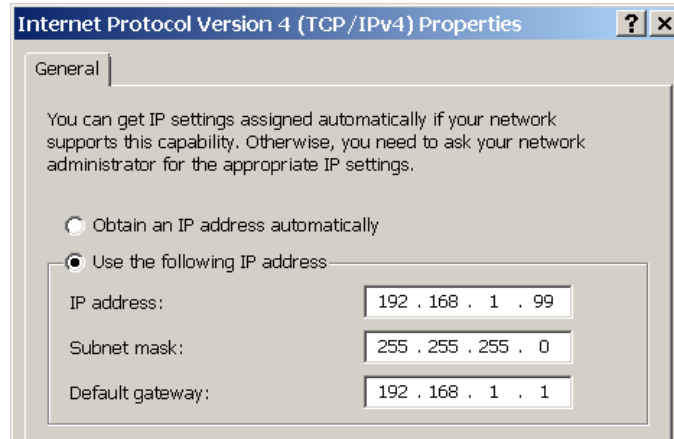 Internet Protocol Version 4 (TCP/IPv4) Properties ? ×
General
You can get IP settings assigned automatically if your network
supports this capability. Otherwise, you need to ask your network
administrator for the appropriate IP settings.
Obtain an IP address automatically
Use the following IP address
IP address: 192 . 168 . 1 . 99
Subnet mask: 255 . 255 . 255 . 0
Default gateway: 192 . 168 . 1 . 1